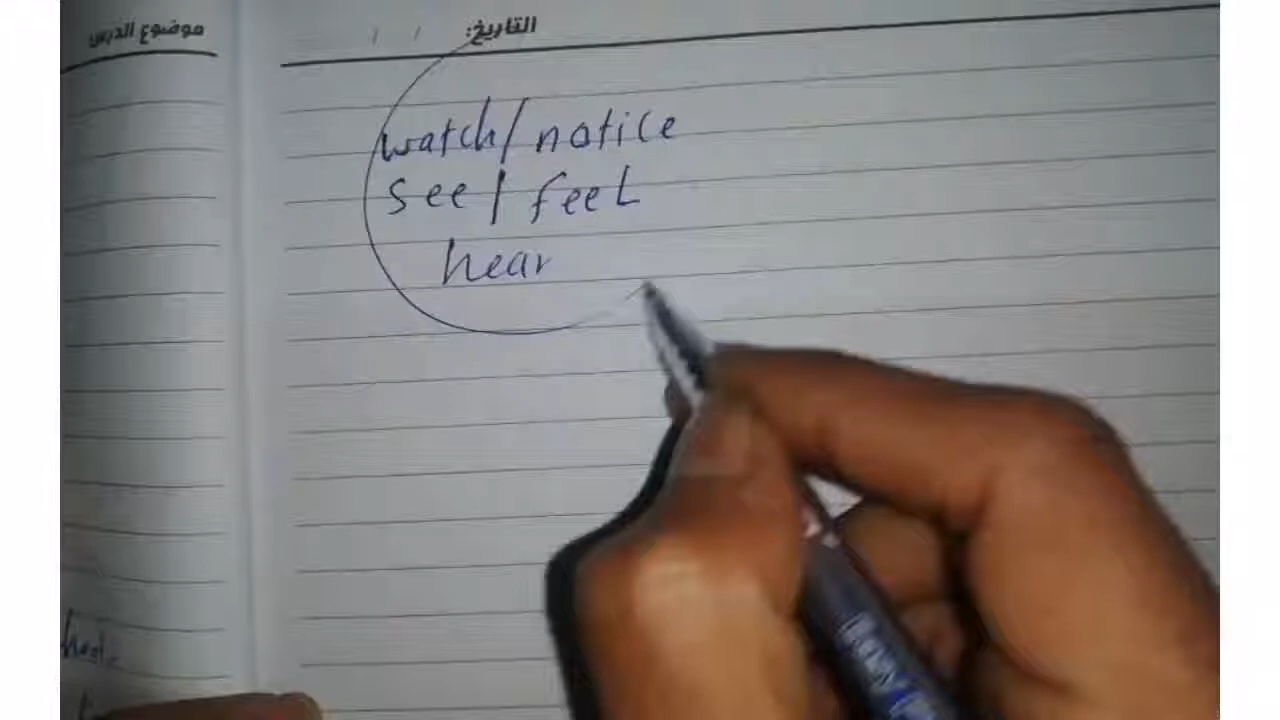 التاريخ: / /
موضوع الدرس
watch/notice
see/feel
hear